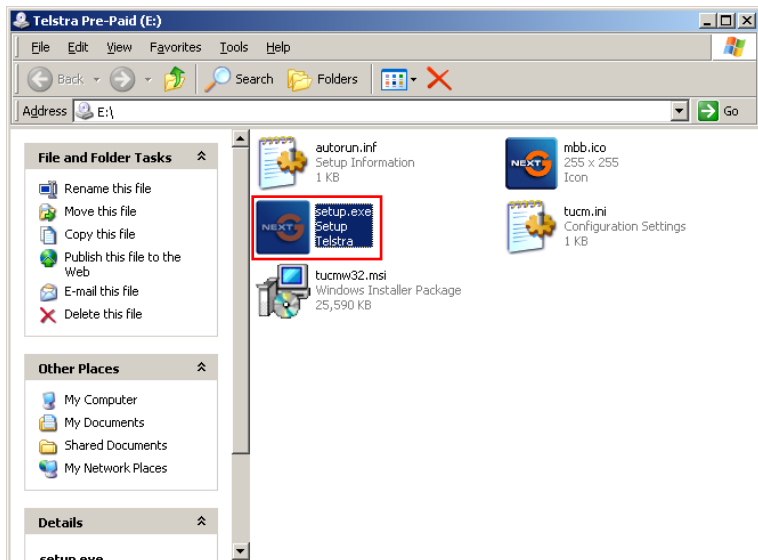 Telstra Pre-Paid (E:)
File Edit View Favorites Tools Help
Back Search Folders
Address E:\ Go
File and Folder Tasks
Rename this file
Move this file
Copy this file
Publish this file to the
Web
E-mail this file
Delete this file
Other Places
My Computer
My Documents
Shared Documents
My Network Places
Details
setup.exe
autorun.inf
Setup Information
1 KB
NEXT G
mbb.ico
255 x 255
Icon
NEXT G
setup.exe
Setup
Telstra
tucm.ini
Configuration Settings
1 KB
tucmw32.msi
Windows Installer Package
25,590 KB